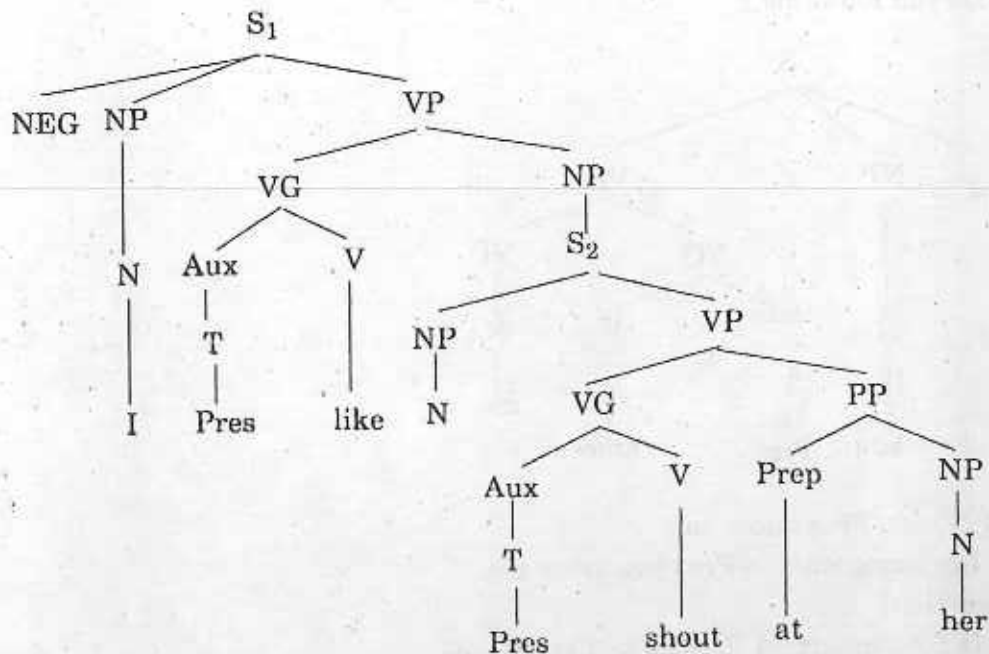 S₁
NEG NP VP
VG NP
N Aux V S₂
T NP VP
I Pres like N VG PP
Aux V Prep NP
T N
Pres shout at her